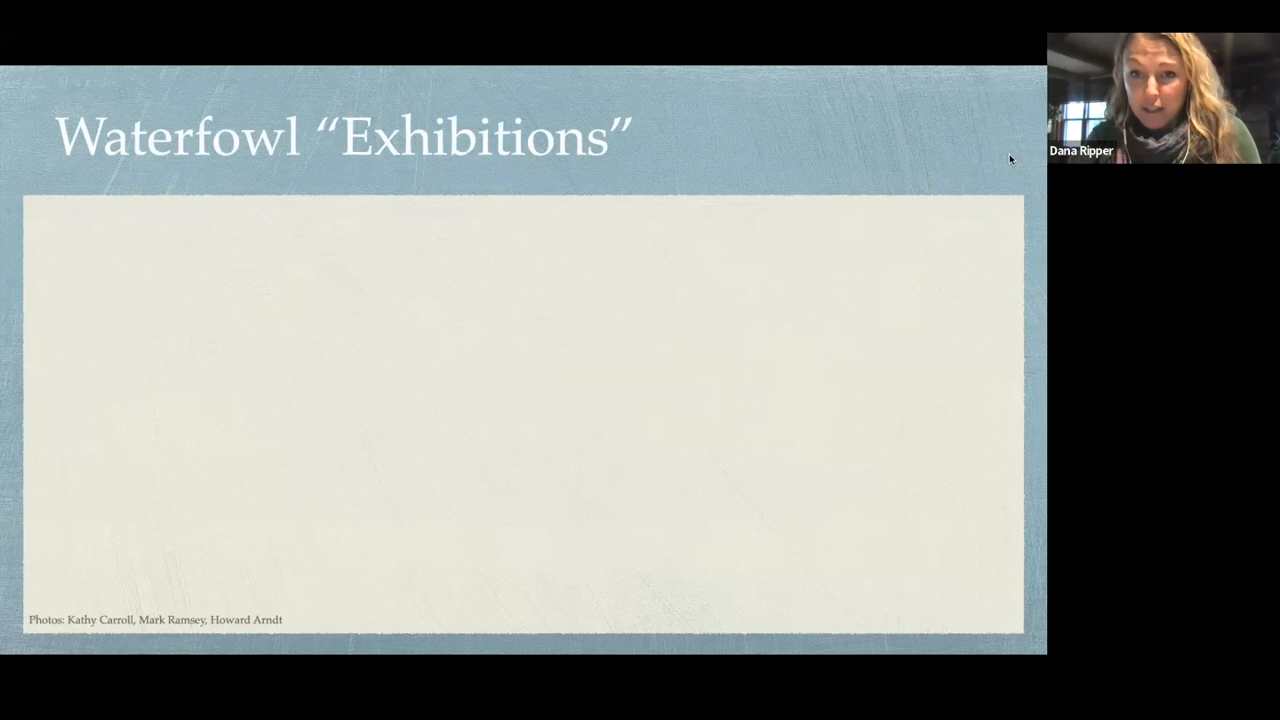 Waterfowl “Exhibitions”
Dana Ripper
Photos: Kathy Carroll, Mark Ramsey, Howard Arndt